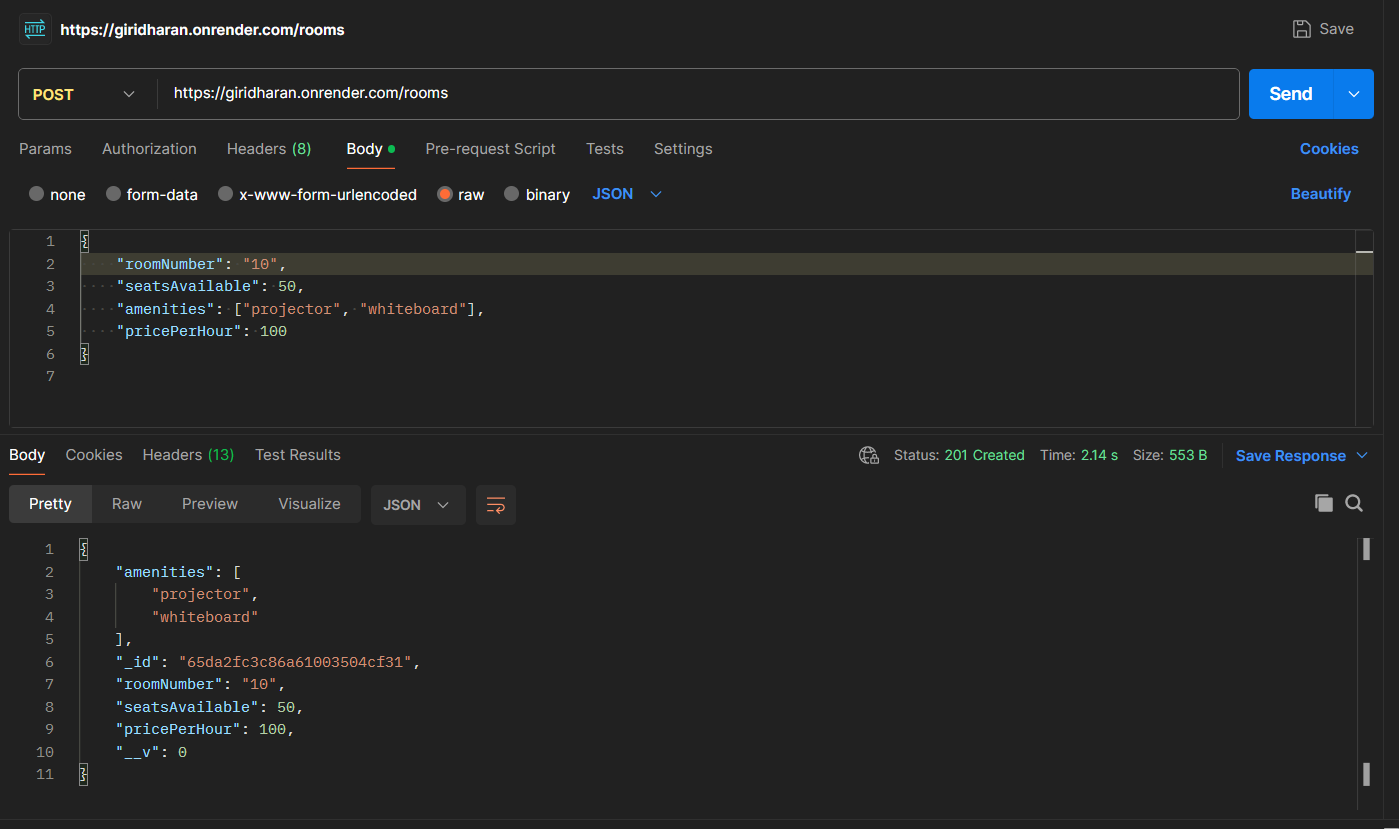 HTTP https://giridharan.onrender.com/rooms Save
POST https://giridharan.onrender.com/rooms Send
Params Authorization Headers (8) Body Pre-request Script Tests Settings Cookies
none form-data x-www-form-urlencoded raw binary JSON Beautify
1 {
2 "roomNumber": "10",
3 "seatsAvailable": 50,
4 "amenities": ["projector", "whiteboard"],
5 "pricePerHour": 100
6 }
7
Body Cookies Headers (13) Test Results Status: 201 Created Time: 2.14 s Size: 553 B Save Response
Pretty Raw Preview Visualize JSON
1 {
2 "amenities": [
3 "projector",
4 "whiteboard"
5 ],
6 "_id": "65da2fc3c86a61003504cf31",
7 "roomNumber": "10",
8 "seatsAvailable": 50,
9 "pricePerHour": 100,
10 "__v": 0
11 }